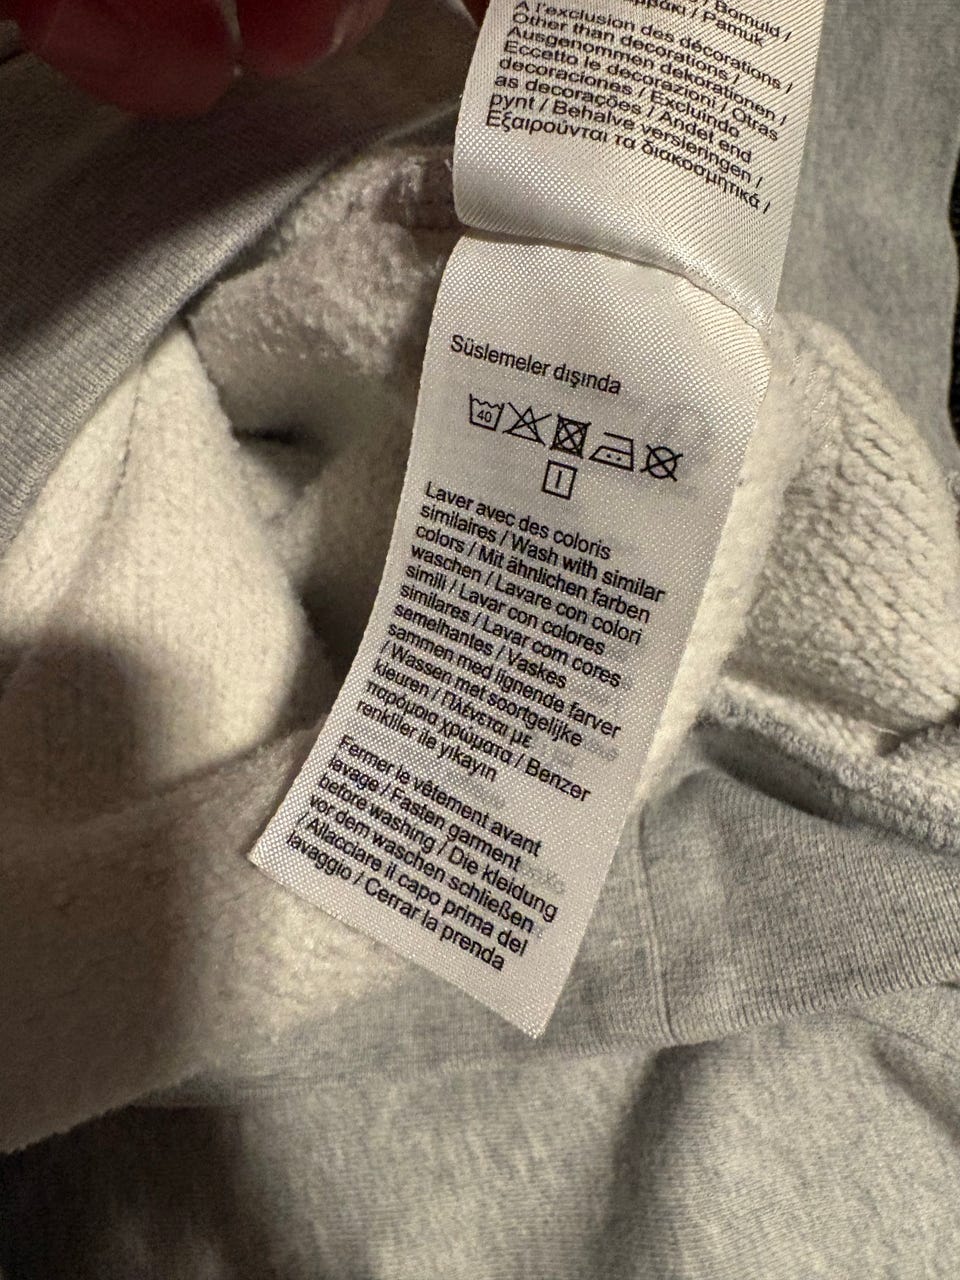 / Bomuld /
/ Pamuk
A l'exclusion des décorations /
Other than decorations /
Ausgenommen dekorationen /
Eccetto le decorazioni / Otras
decoraciones / Excluindo
as decorações / Andet end
pynt / Behalve versieringen /
Εξαιρούνται τα διακοσμητικά /
Süslemeler dışında
40
Laver avec des coloris
similaires / Wash with similar
colors / Mit ähnlichen farben
waschen / Lavare con colori
simili / Lavar con colores
similares / Lavar com cores
semelhantes / Vaskes
sammen med lignende farver
/ Wassen met soortgelijke
kleuren / Πλένεται με
παρόμοια χρώματα / Benzer
renkliler ile yıkayın
Fermer le vêtement avant
lavage / Fasten garment
before washing / Die kleidung
vor dem waschen schließen
/ Allacciare il capo prima del
lavaggio / Cerrar la prenda